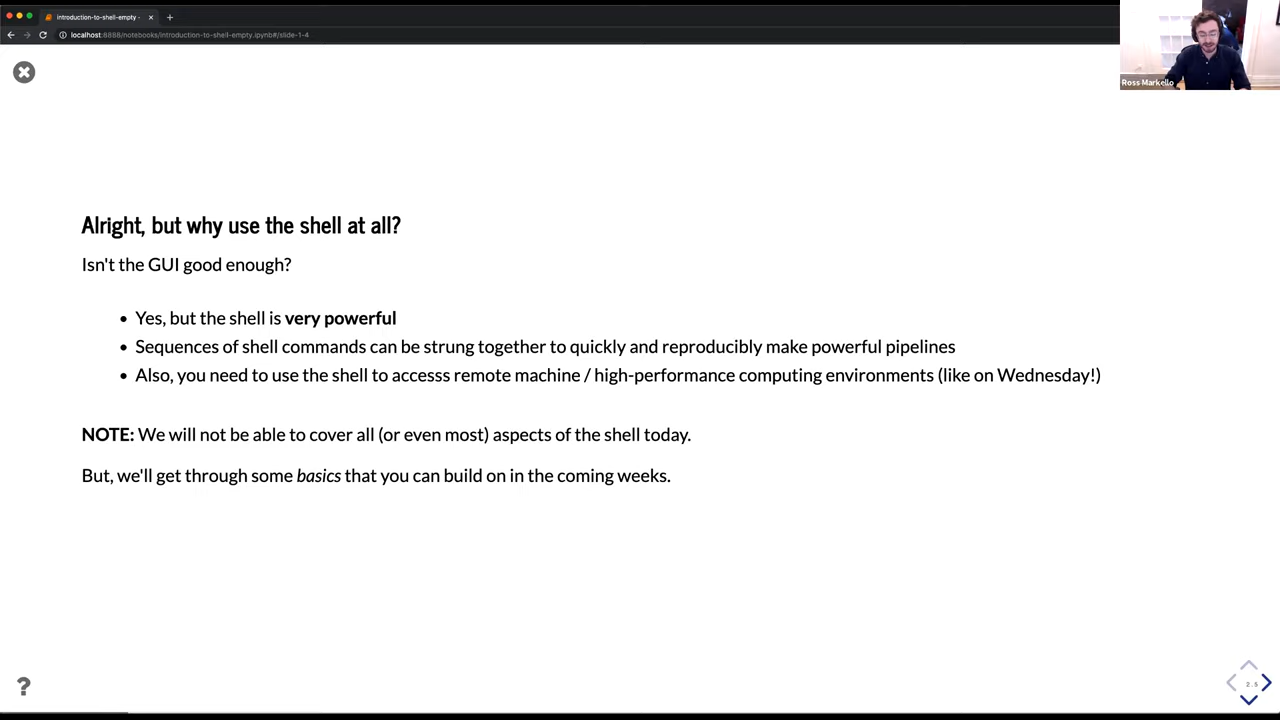 introduction-to-shell-empty -
localhost:8888/notebooks/introduction-to-shell-empty.ipynb#/slide-1-4
Ross Markello
Alright, but why use the shell at all?
Isn't the GUI good enough?
• Yes, but the shell is very powerful
• Sequences of shell commands can be strung together to quickly and reproducibly make powerful pipelines
• Also, you need to use the shell to accesss remote machine / high-performance computing environments (like on Wednesday!)
NOTE: We will not be able to cover all (or even most) aspects of the shell today.
But, we'll get through some basics that you can build on in the coming weeks.
?
2.5